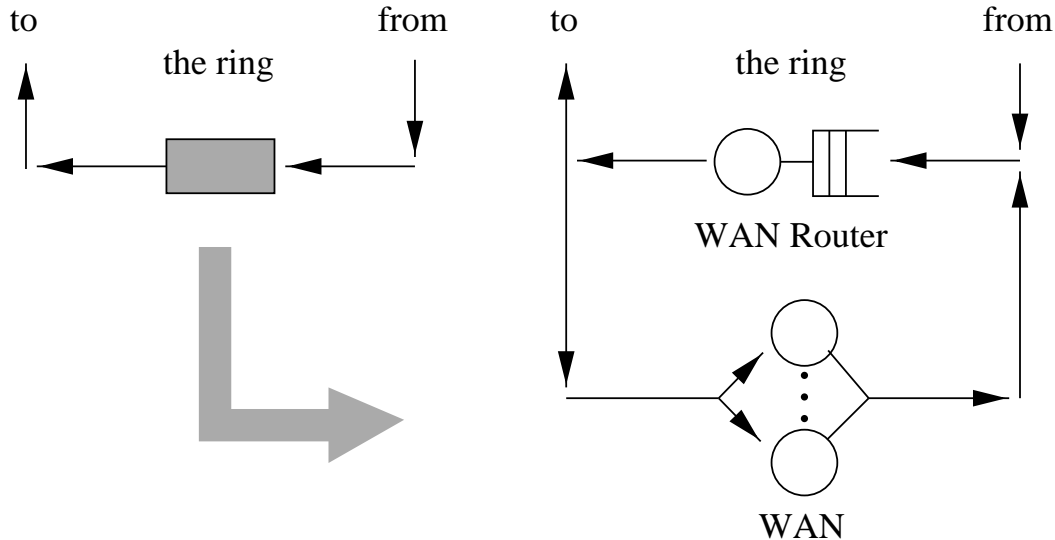 to from
the ring
to from
the ring
WAN Router
WAN